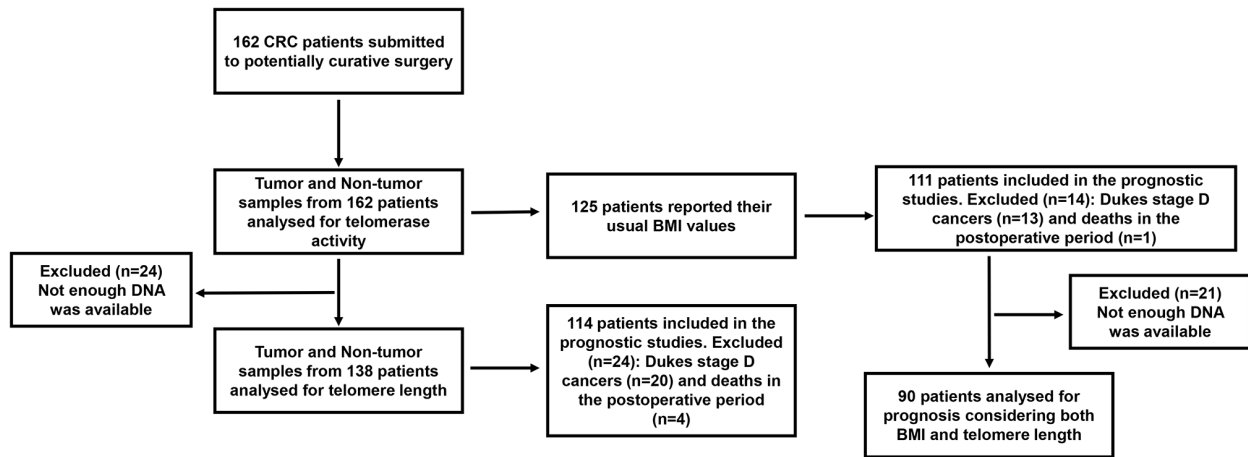 162 CRC patients submitted
to potentially curative surgery
Tumor and Non-tumor
samples from 162 patients
analysed for telomerase
activity
125 patients reported their
usual BMI values
111 patients included in the prognostic
studies. Excluded (n=14): Dukes stage D
cancers (n=13) and deaths in the
postoperative period (n=1)
Excluded (n=24)
Not enough DNA
was available
Excluded (n=21)
Not enough DNA
was available
Tumor and Non-tumor
samples from 138 patients
analysed for telomere length
114 patients included in the
prognostic studies. Excluded
(n=24): Dukes stage D
cancers (n=20) and deaths in
the postoperative period
(n=4)
90 patients analysed for
prognosis considering both
BMI and telomere length